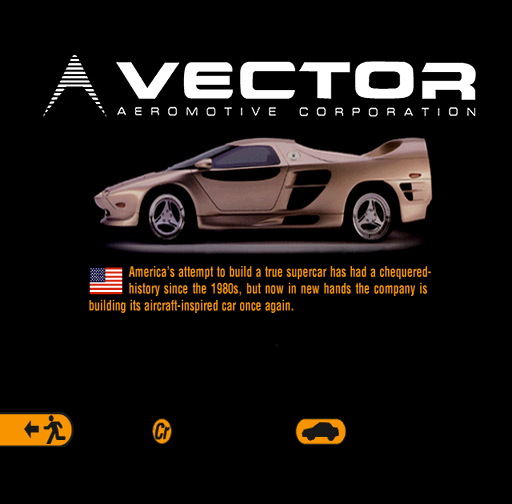 VECTOR
AEROMOTIVE CORPORATION
America's attempt to build a true supercar has had a chequered-
history since the 1980s, but now in new hands the company is
building its aircraft-inspired car once again.
Cr